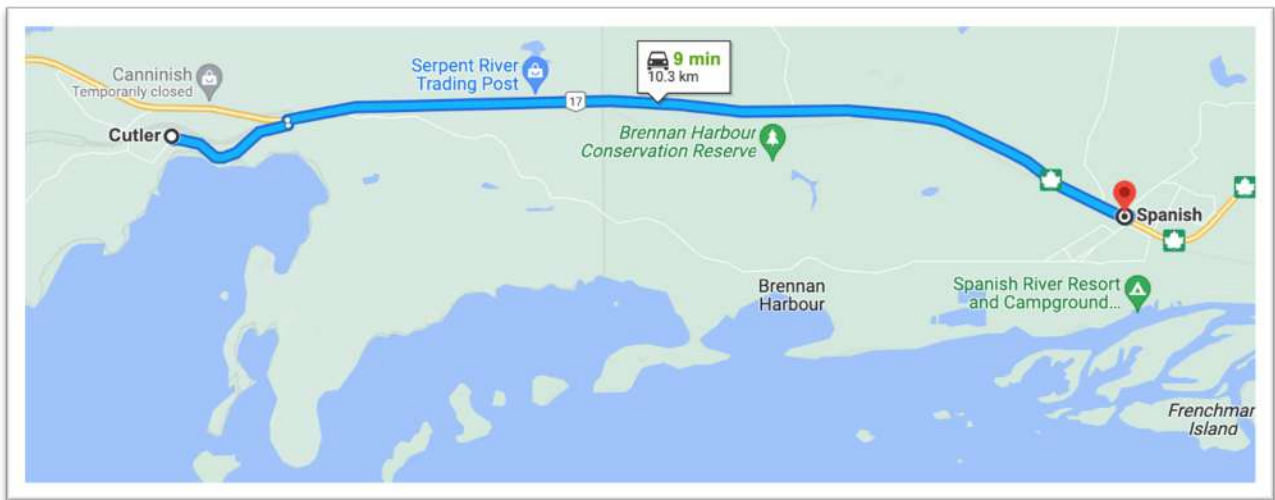 Canninish
Temporarily closed
Serpent River
Trading Post
9 min
10.3 km
17
Cutler
Brennan Harbour
Conservation Reserve
Spanish
Brennan
Harbour
Spanish River Resort
and Campground...
Frenchman
Island